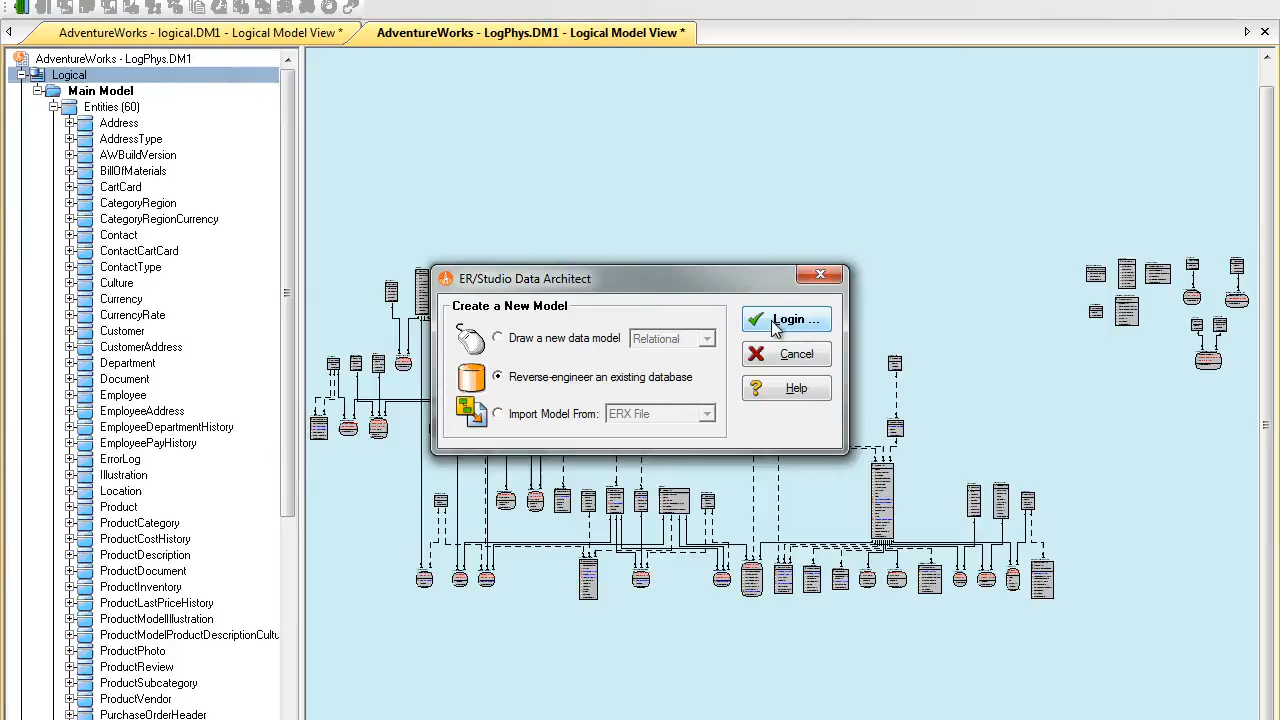 AdventureWorks - logical.DM1 - Logical Model View *
AdventureWorks - LogPhys.DM1 - Logical Model View *
AdventureWorks - LogPhys.DM1
Logical
Main Model
Entities (60)
Address
AddressType
AWBuildVersion
BillOfMaterials
CartCard
CategoryRegion
CategoryRegionCurrency
Contact
ContactCartCard
ContactType
Culture
Currency
CurrencyRate
Customer
CustomerAddress
Department
Document
Employee
EmployeeAddress
EmployeeDepartmentHistory
EmployeePayHistory
ErrorLog
Illustration
Location
Product
ProductCategory
ProductCostHistory
ProductDescription
ProductDocument
ProductInventory
ProductLastPriceHistory
ProductModelIllustration
ProductModelProductDescriptionCultu
ProductPhoto
ProductReview
ProductSubcategory
ProductVendor
PurchaseOrderHeader
ER/Studio Data Architect
Create a New Model
Draw a new data model
Relational
Reverse-engineer an existing database
Import Model From:
ERX File
Login ...
Cancel
Help